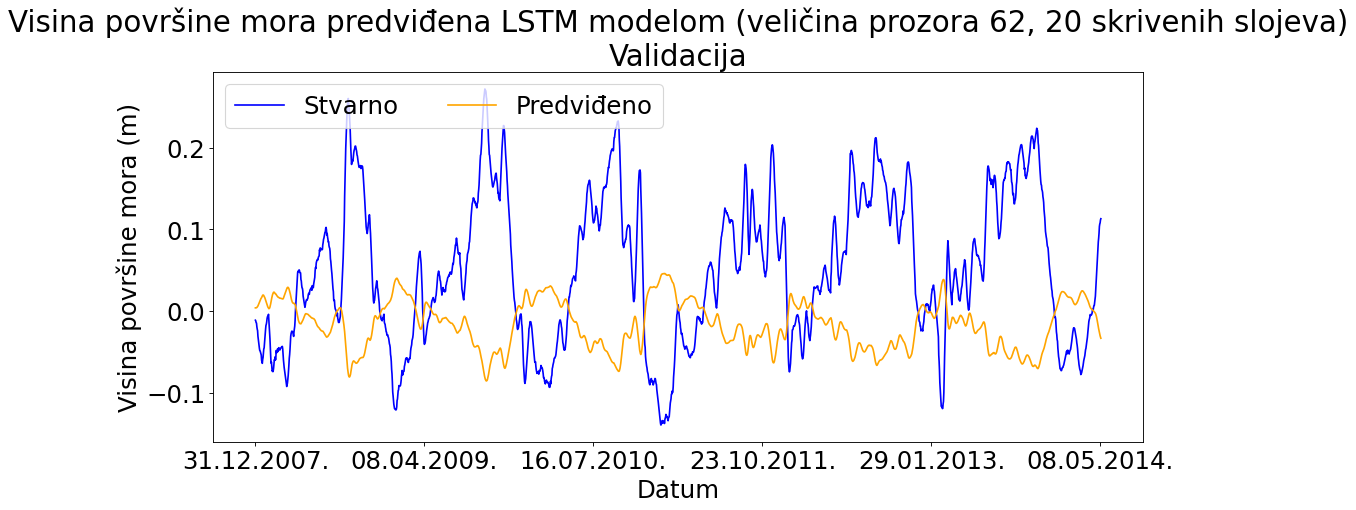 Visina površine mora predviđena LSTM modelom (veličina prozora 62, 20 skrivenih slojeva)
Validacija
Stvarno
Predviđeno
Visina površine mora (m)
0.2
0.1
0.0
−0.1
31.12.2007.
08.04.2009.
16.07.2010.
23.10.2011.
29.01.2013.
08.05.2014.
Datum